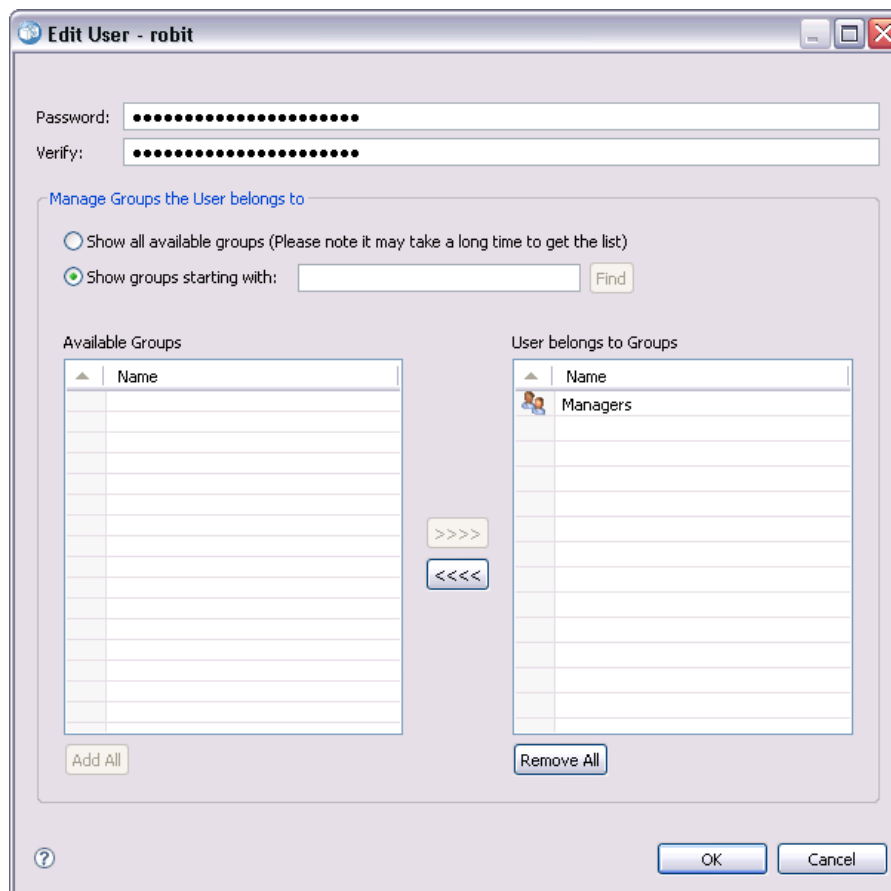 Edit User - robit
Password: ••••••••••••••••••••••
Verify: ••••••••••••••••••••••
Manage Groups the User belongs to
Show all available groups (Please note it may take a long time to get the list)
Show groups starting with: Find
Available Groups
Name
User belongs to Groups
Name
Managers
>>>>
<<<<
Add All
Remove All
? OK Cancel